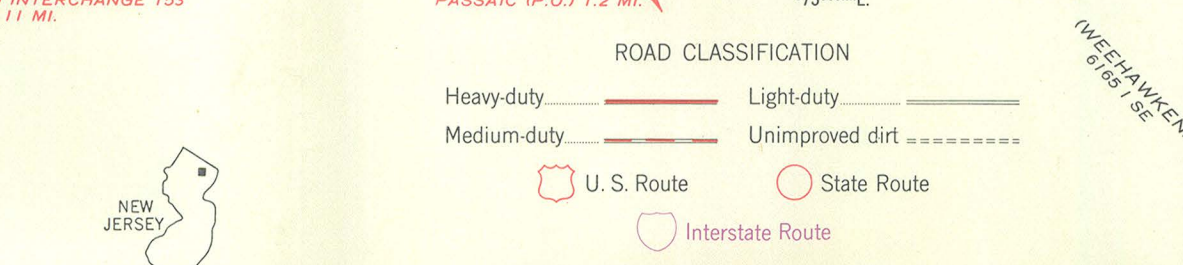 INTERCHANGE 153
11 MI.
PASSAIC (P.O.) 1.2 MI.
ROAD CLASSIFICATION
Heavy-duty Light-duty
Medium-duty Unimproved dirt
U. S. Route State Route
Interstate Route
(WEEHAWKEN
6165 I SE
NEW
JERSEY